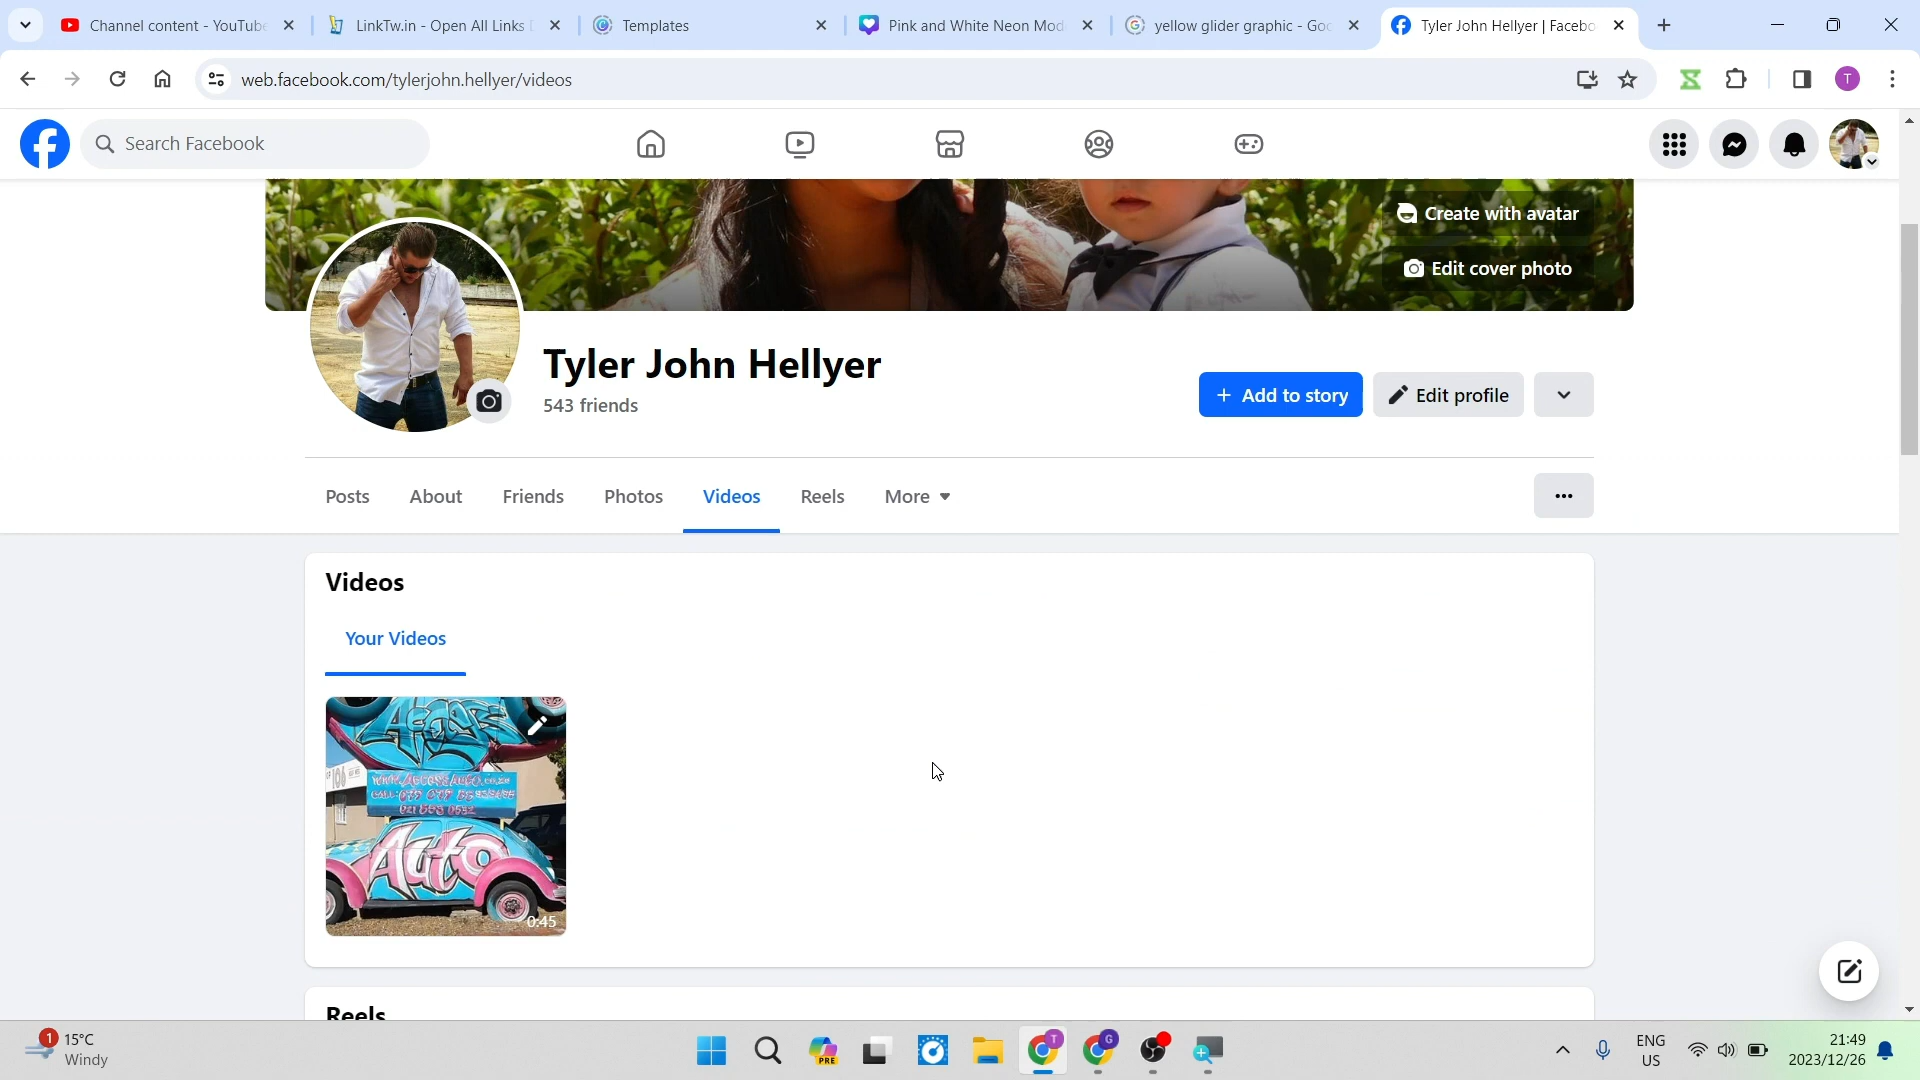 Channel content - YouTube
LinkTw.in - Open All Links
Templates
Pink and White Neon Mod
yellow glider graphic - Goo
Tyler John Hellyer | Facebo
web.facebook.com/tylerjohn.hellyer/videos
T
Search Facebook
Create with avatar
Edit cover photo
Tyler John Hellyer
543 friends
+ Add to story
Edit profile
Posts
About
Friends
Photos
Videos
Reels
More
Videos
Your Videos
Auto
0:45
Reels
1
15°C
Windy
PRE
T
G
ENG
US
21:49
2023/12/26